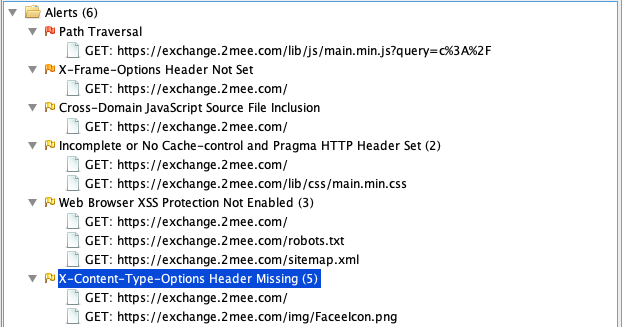 Alerts (6)
Path Traversal
GET: https://exchange.2mee.com/lib/js/main.min.js?query=c%3A%2F
X-Frame-Options Header Not Set
GET: https://exchange.2mee.com/
Cross-Domain JavaScript Source File Inclusion
GET: https://exchange.2mee.com/
Incomplete or No Cache-control and Pragma HTTP Header Set (2)
GET: https://exchange.2mee.com/
GET: https://exchange.2mee.com/lib/css/main.min.css
Web Browser XSS Protection Not Enabled (3)
GET: https://exchange.2mee.com/
GET: https://exchange.2mee.com/robots.txt
GET: https://exchange.2mee.com/sitemap.xml
X-Content-Type-Options Header Missing (5)
GET: https://exchange.2mee.com/
GET: https://exchange.2mee.com/img/FaceeIcon.png